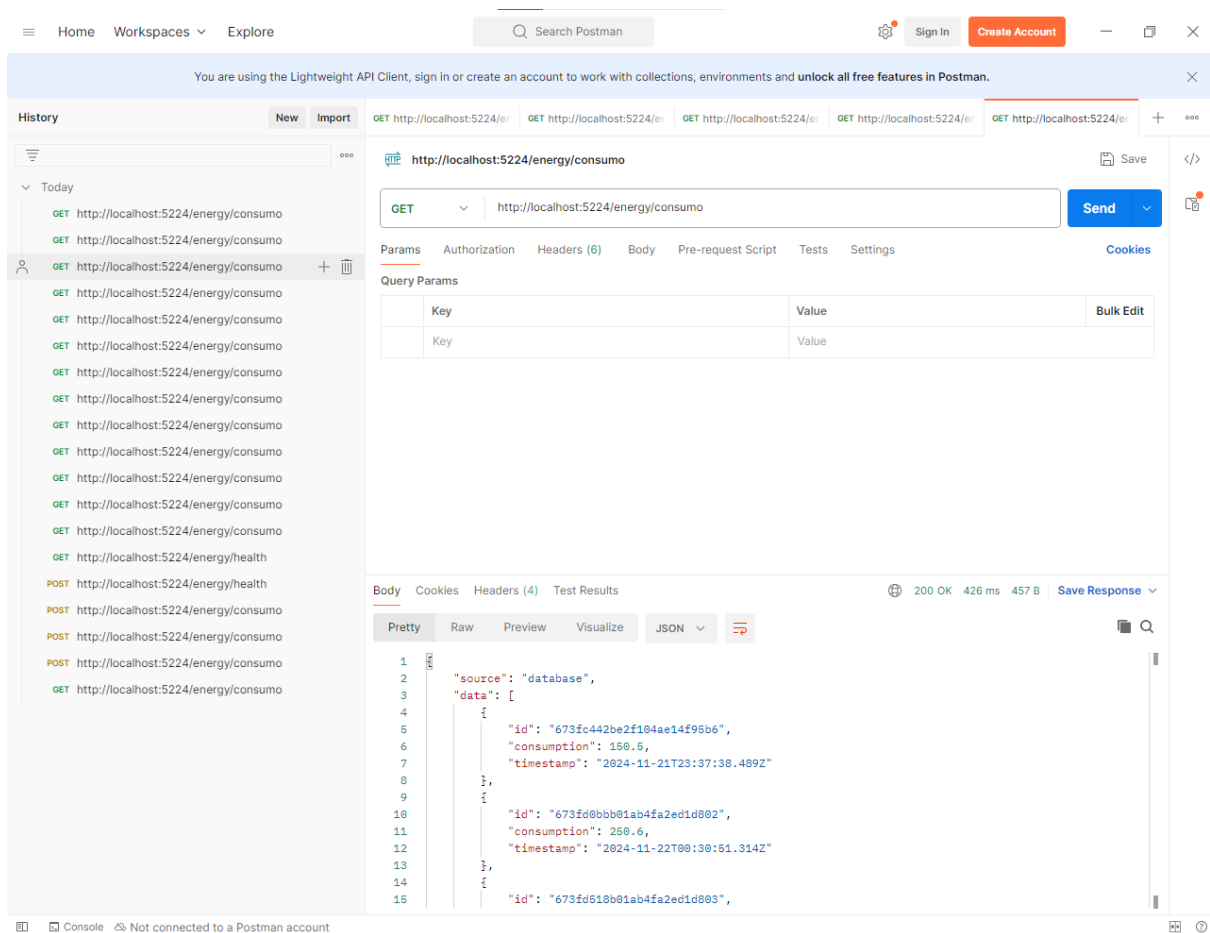 Home Workspaces Explore Search Postman Sign In Create Account
You are using the Lightweight API Client, sign in or create an account to work with collections, environments and unlock all free features in Postman.
History New Import
GET http://localhost:5224/er GET http://localhost:5224/er GET http://localhost:5224/er GET http://localhost:5224/er GET http://localhost:5224/er
Today
GET http://localhost:5224/energy/consumo
GET http://localhost:5224/energy/consumo
GET http://localhost:5224/energy/consumo
GET http://localhost:5224/energy/consumo
GET http://localhost:5224/energy/consumo
GET http://localhost:5224/energy/consumo
GET http://localhost:5224/energy/consumo
GET http://localhost:5224/energy/consumo
GET http://localhost:5224/energy/consumo
GET http://localhost:5224/energy/consumo
GET http://localhost:5224/energy/consumo
GET http://localhost:5224/energy/consumo
GET http://localhost:5224/energy/consumo
GET http://localhost:5224/energy/health
POST http://localhost:5224/energy/health
POST http://localhost:5224/energy/consumo
POST http://localhost:5224/energy/consumo
POST http://localhost:5224/energy/consumo
GET http://localhost:5224/energy/consumo
HTTP http://localhost:5224/energy/consumo Save
GET http://localhost:5224/energy/consumo Send
Params Authorization Headers (6) Body Pre-request Script Tests Settings Cookies
Query Params
Key Value Bulk Edit
Key Value
Body Cookies Headers (4) Test Results 200 OK 426 ms 457 B Save Response
Pretty Raw Preview Visualize JSON
1 {
2 "source": "database",
3 "data": [
4 {
5 "id": "673fc442be2f104ae14f95b6",
6 "consumption": 150.5,
7 "timestamp": "2024-11-21T23:37:38.489Z"
8 },
9 {
10 "id": "673fd0bbb01ab4fa2ed1d802",
11 "consumption": 250.6,
12 "timestamp": "2024-11-22T00:30:51.314Z"
13 },
14 {
15 "id": "673fd518b01ab4fa2ed1d803",
Console Not connected to a Postman account